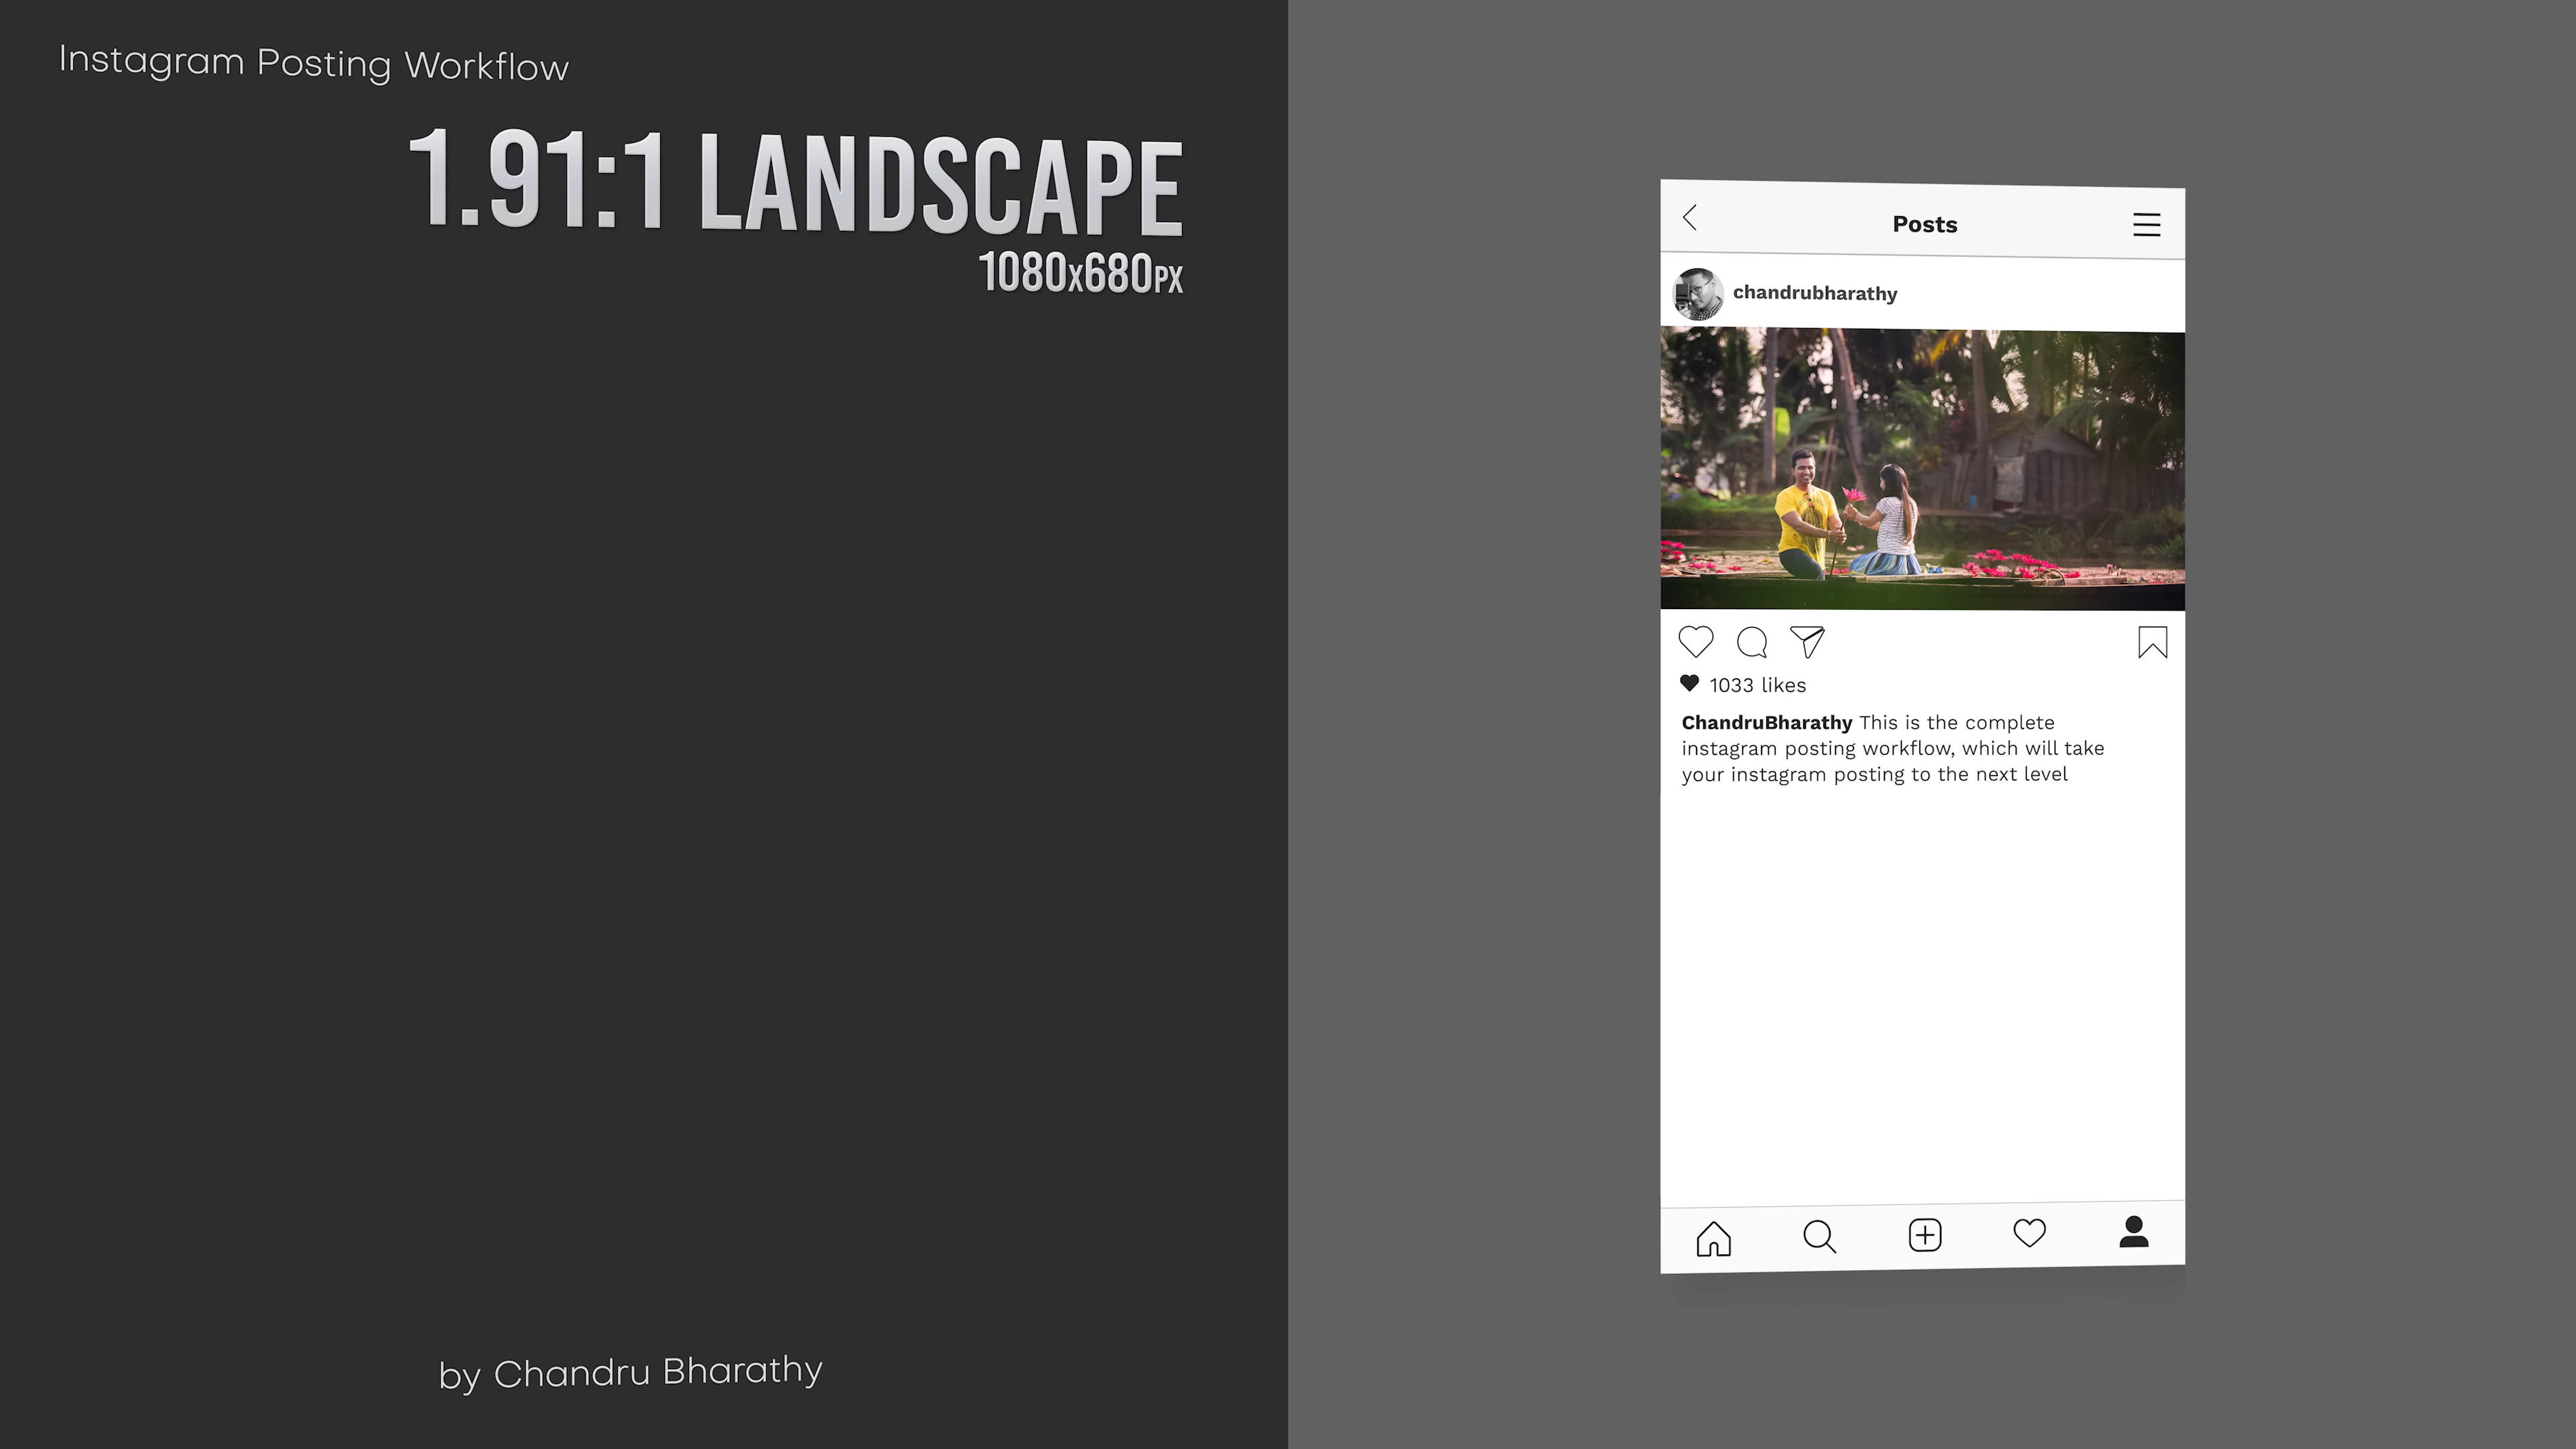 Instagram Posting Workflow
1.91:1 LANDSCAPE
1080X680PX
Posts
chandrubharathy
1033 likes
ChandruBharathy This is the complete
instagram posting workflow, which will take
your instagram posting to the next level
by Chandru Bharathy